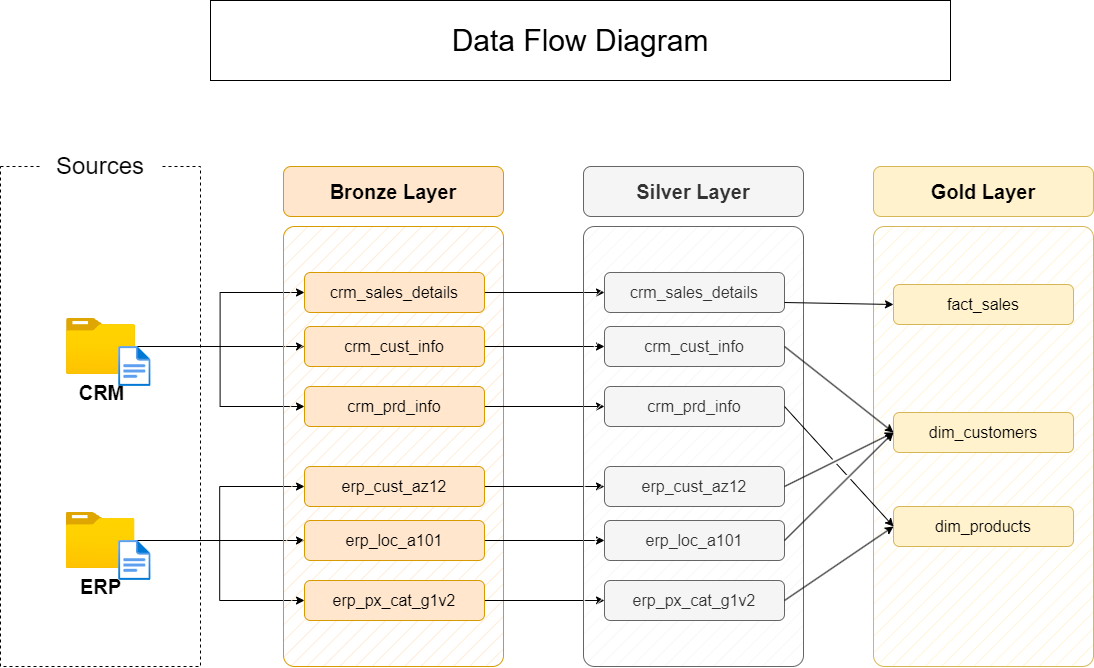 Data Flow Diagram
Sources
Bronze Layer
Silver Layer
Gold Layer
crm_sales_details
crm_sales_details
fact_sales
crm_cust_info
crm_cust_info
CRM
crm_prd_info
crm_prd_info
dim_customers
erp_cust_az12
erp_cust_az12
dim_products
erp_loc_a101
erp_loc_a101
ERP
erp_px_cat_g1v2
erp_px_cat_g1v2